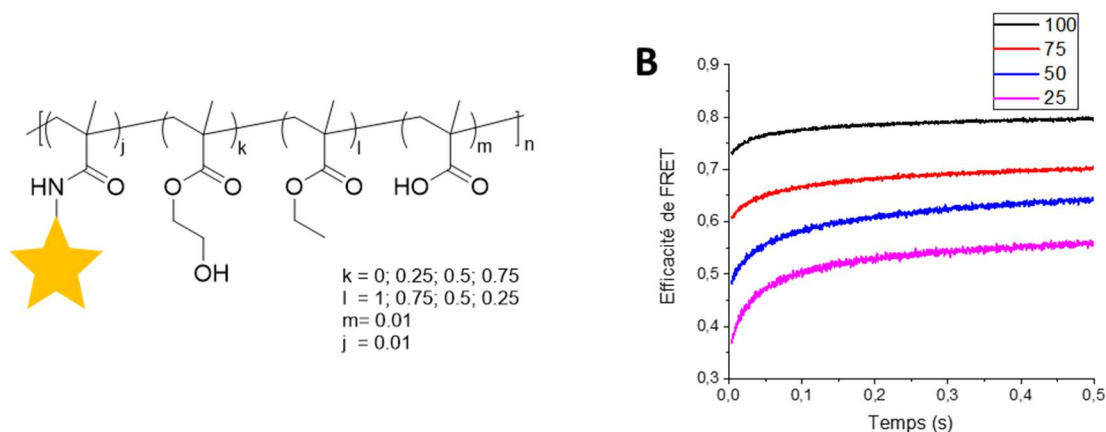 [( )j ( )k ( )l ( )m ]n
HN
O
O
O
O
O
HO
O
OH
k = 0; 0.25; 0.5; 0.75
l = 1; 0.75; 0.5; 0.25
m= 0.01
j = 0.01
B
100
75
50
25
Efficacité de FRET
0,9
0,8
0,7
0,6
0,5
0,4
0,3
0,0 0,1 0,2 0,3 0,4 0,5
Temps (s)